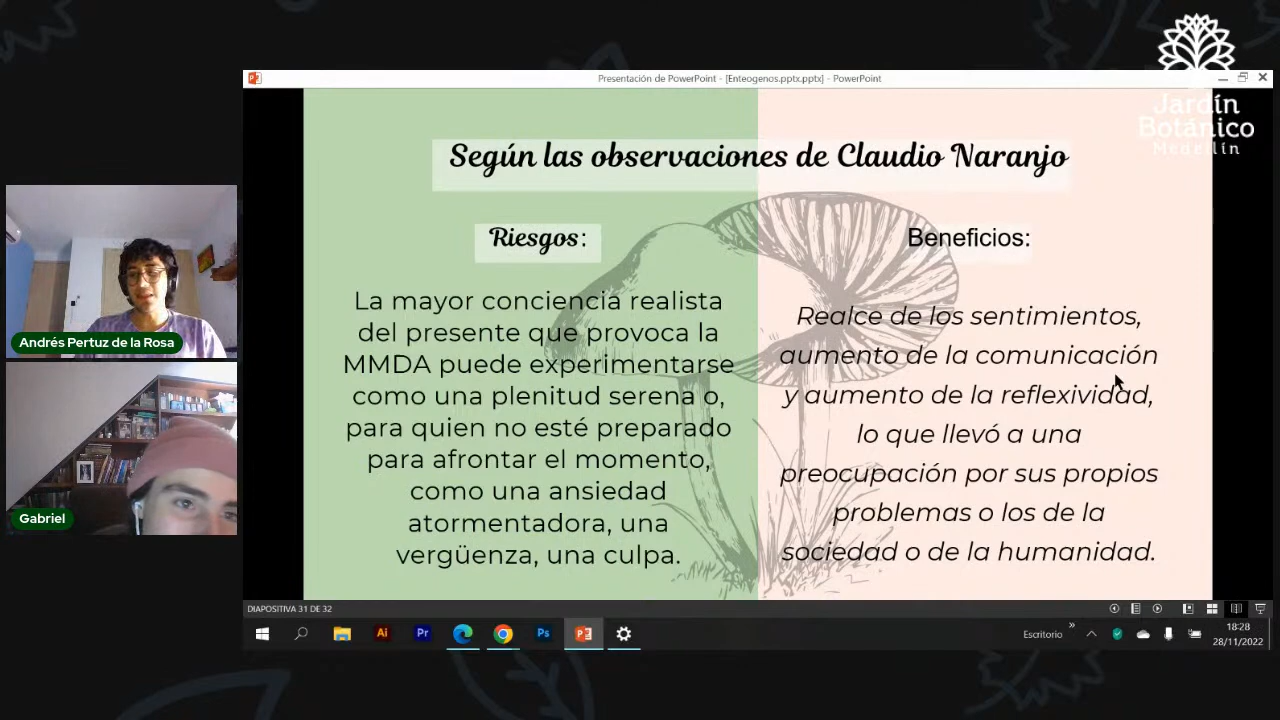 Presentación de PowerPoint - [Enteogenos.pptx.pptx] - PowerPoint
Jardín
Botánico
Medellín
Según las observaciones de Claudio Naranjo
Riesgos:
La mayor conciencia realista
del presente que provoca la
MMDA puede experimentarse
como una plenitud serena o,
para quien no esté preparado
para afrontar el momento,
como una ansiedad
atormentadora, una
vergüenza, una culpa.
Beneficios:
Realce de los sentimientos,
aumento de la comunicación
y aumento de la reflexividad,
lo que llevó a una
preocupación por sus propios
problemas o los de la
sociedad o de la humanidad.
Andrés Pertuz de la Rosa
Gabriel
DIAPOSITIVA 31 DE 32
Ai
Pr
Ps
Escritorio
18:28
28/11/2022